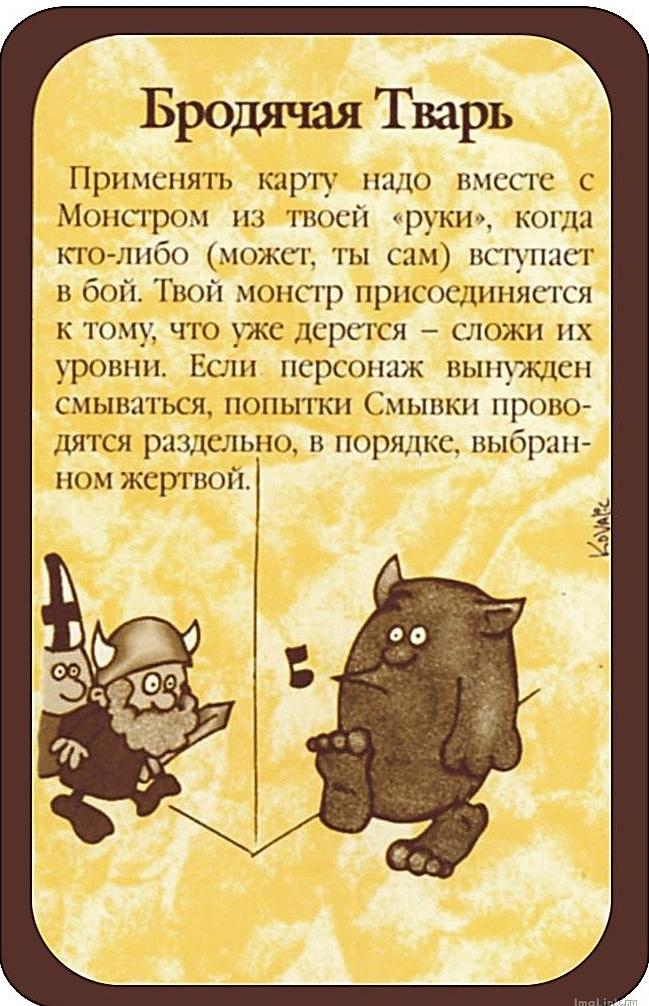 Бродячая Тварь
Применять карту надо вместе с
Монстром из твоей «руки», когда
кто-либо (может, ты сам) вступает
в бой. Твой монстр присоединяется
к тому, что уже дерется – сложи их
уровни. Если персонаж вынужден
смываться, попытки Смывки прово-
дятся раздельно, в порядке, выбран-
ном жертвой.
Kovalic